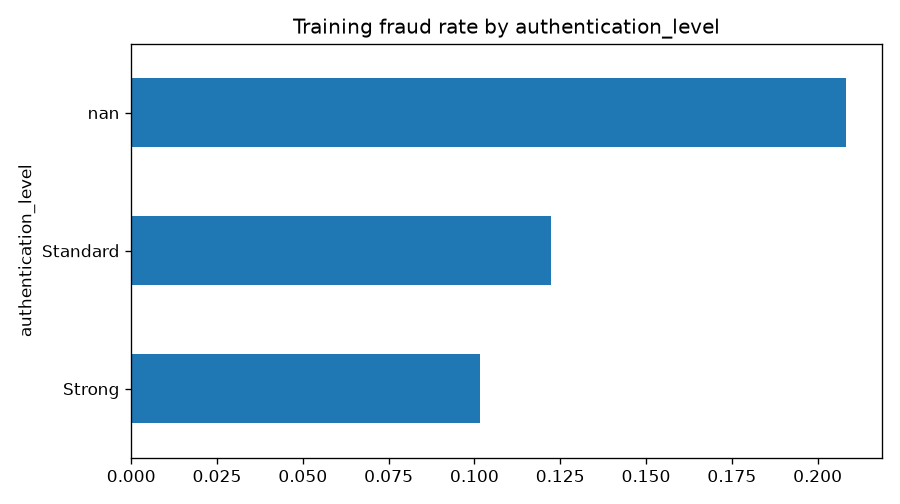 Training fraud rate by authentication_level
authentication_level
nan
Standard
Strong
0.000 0.025 0.050 0.075 0.100 0.125 0.150 0.175 0.200